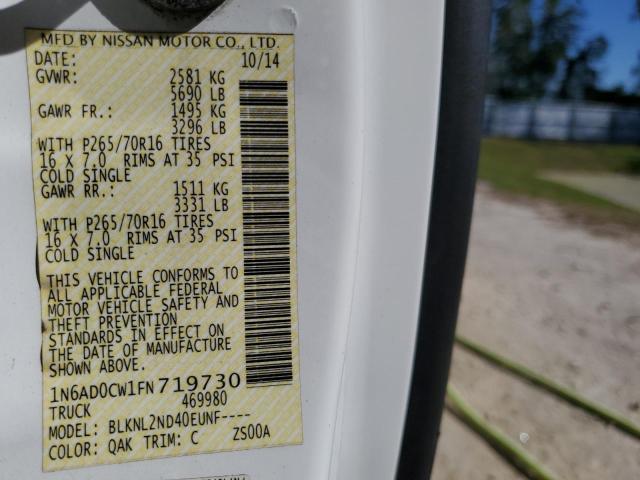 MFD BY NISSAN MOTOR CO., LTD.
DATE: 10/14
GVWR: 2581 KG
5690 LB
GAWR FR.: 1495 KG
3296 LB
WITH P265/70R16 TIRES
16 X 7.0 RIMS AT 35 PSI
COLD SINGLE
GAWR RR.: 1511 KG
3331 LB
WITH P265/70R16 TIRES
16 X 7.0 RIMS AT 35 PSI
COLD SINGLE
THIS VEHICLE CONFORMS TO
ALL APPLICABLE FEDERAL
MOTOR VEHICLE SAFETY AND
THEFT PREVENTION
STANDARDS IN EFFECT ON
THE DATE OF MANUFACTURE
SHOWN ABOVE.
1N6AD0CW1FN719730
TRUCK 469980
MODEL: BLKNL2ND40EUNF----
COLOR: QAK TRIM: C ZS00A